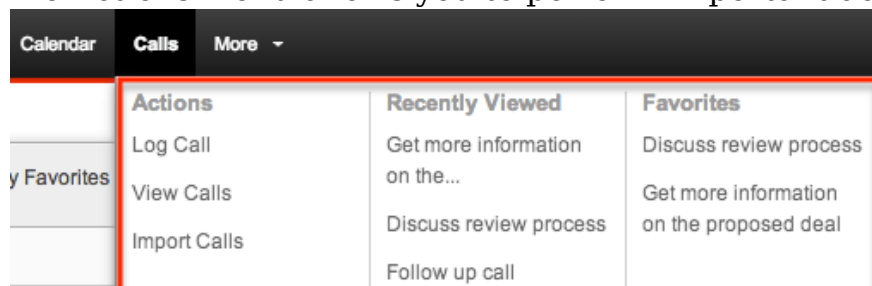 Calendar Calls More
Actions
Log Call
View Calls
Import Calls
Recently Viewed
Get more information
on the...
Discuss review process
Follow up call
Favorites
Discuss review process
Get more information
on the proposed deal
y Favorites